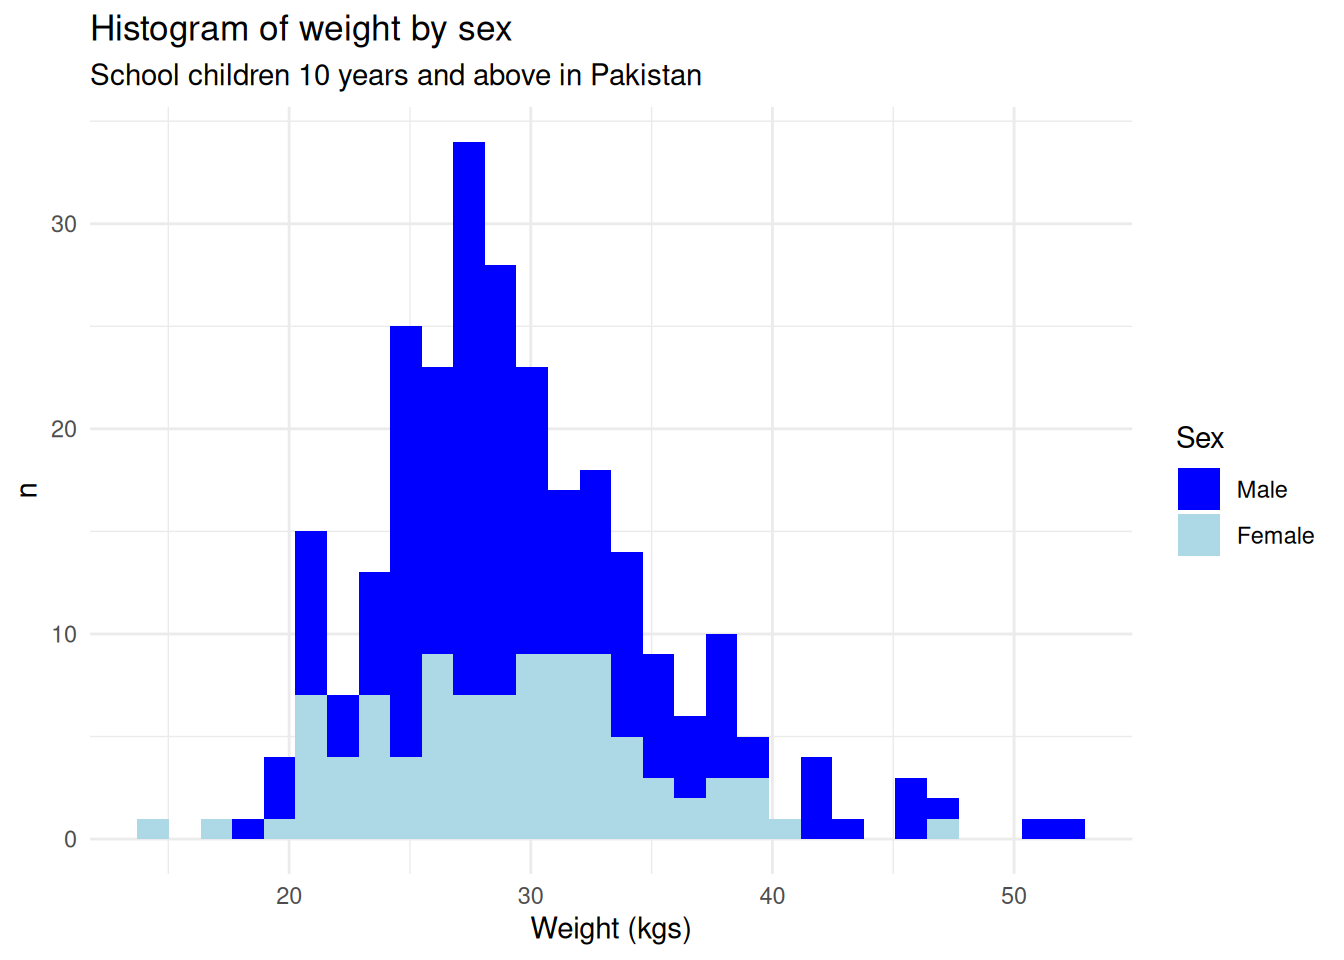 Histogram of weight by sex
School children 10 years and above in Pakistan
30
20
10
0
n
20 30 40 50
Weight (kgs)
Sex
Male
Female